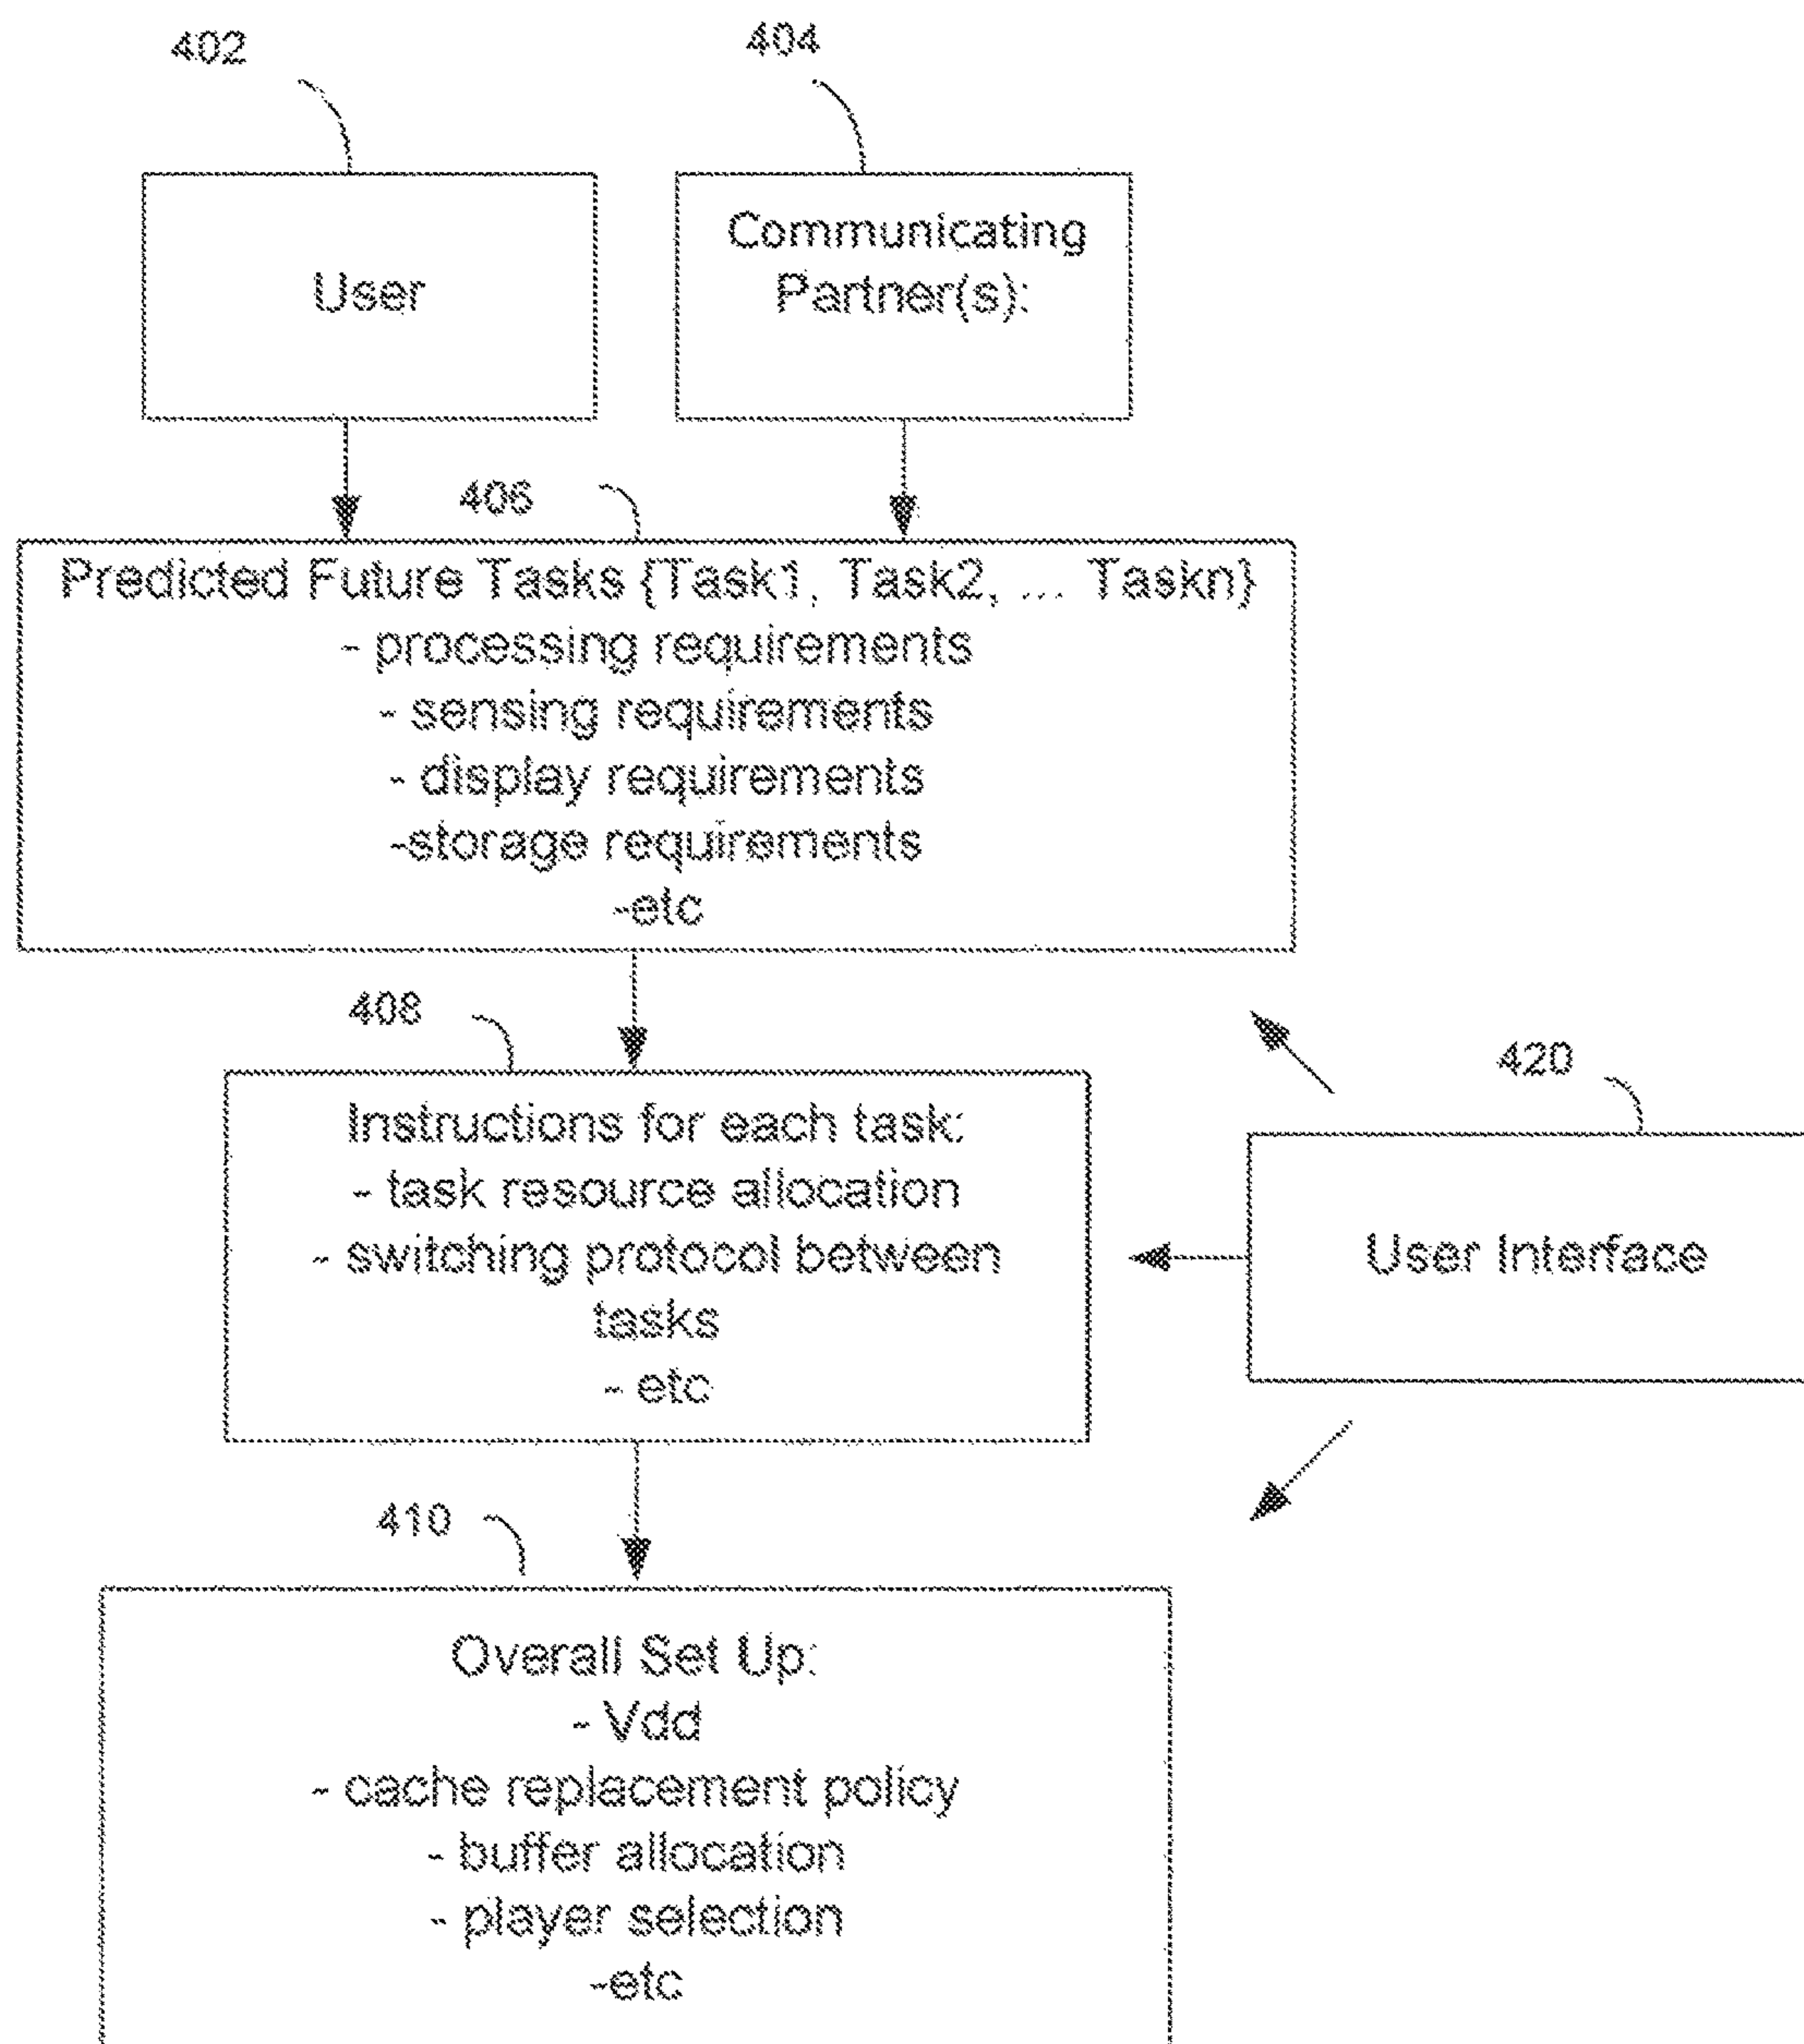 402
404
User
Communicating
Partner(s):
406
Predicted Future Tasks {Task1, Task2, ... Taskn}
- processing requirements
- sensing requirements
- display requirements
-storage requirements
-etc
408
420
Instructions for each task:
- task resource allocation
- switching protocol between
tasks
- etc
User Interface
410
Overall Set Up:
- Vdd
- cache replacement policy
- buffer allocation
- player selection
-etc